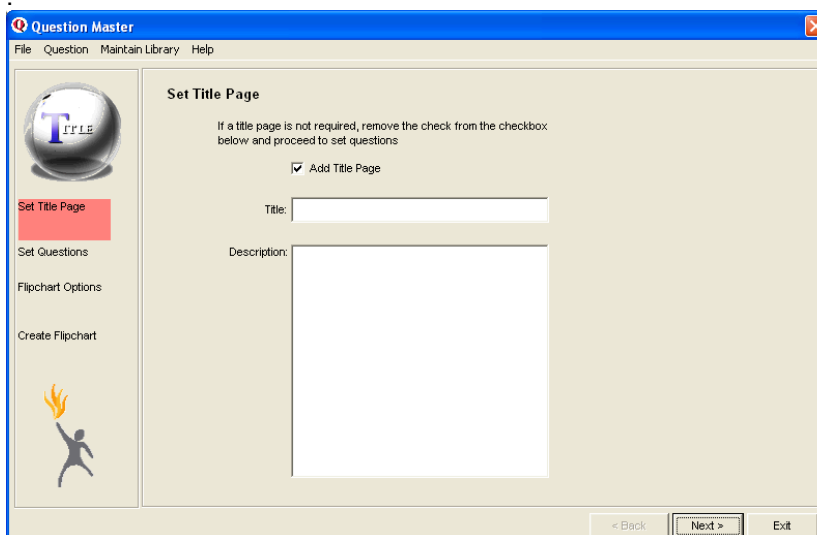 Question Master
File Question Maintain Library Help
TITLE
Set Title Page
If a title page is not required, remove the check from the checkbox
below and proceed to set questions
Add Title Page
Set Title Page
Title:
Set Questions
Description:
Flipchart Options
Create Flipchart
< Back Next > Exit